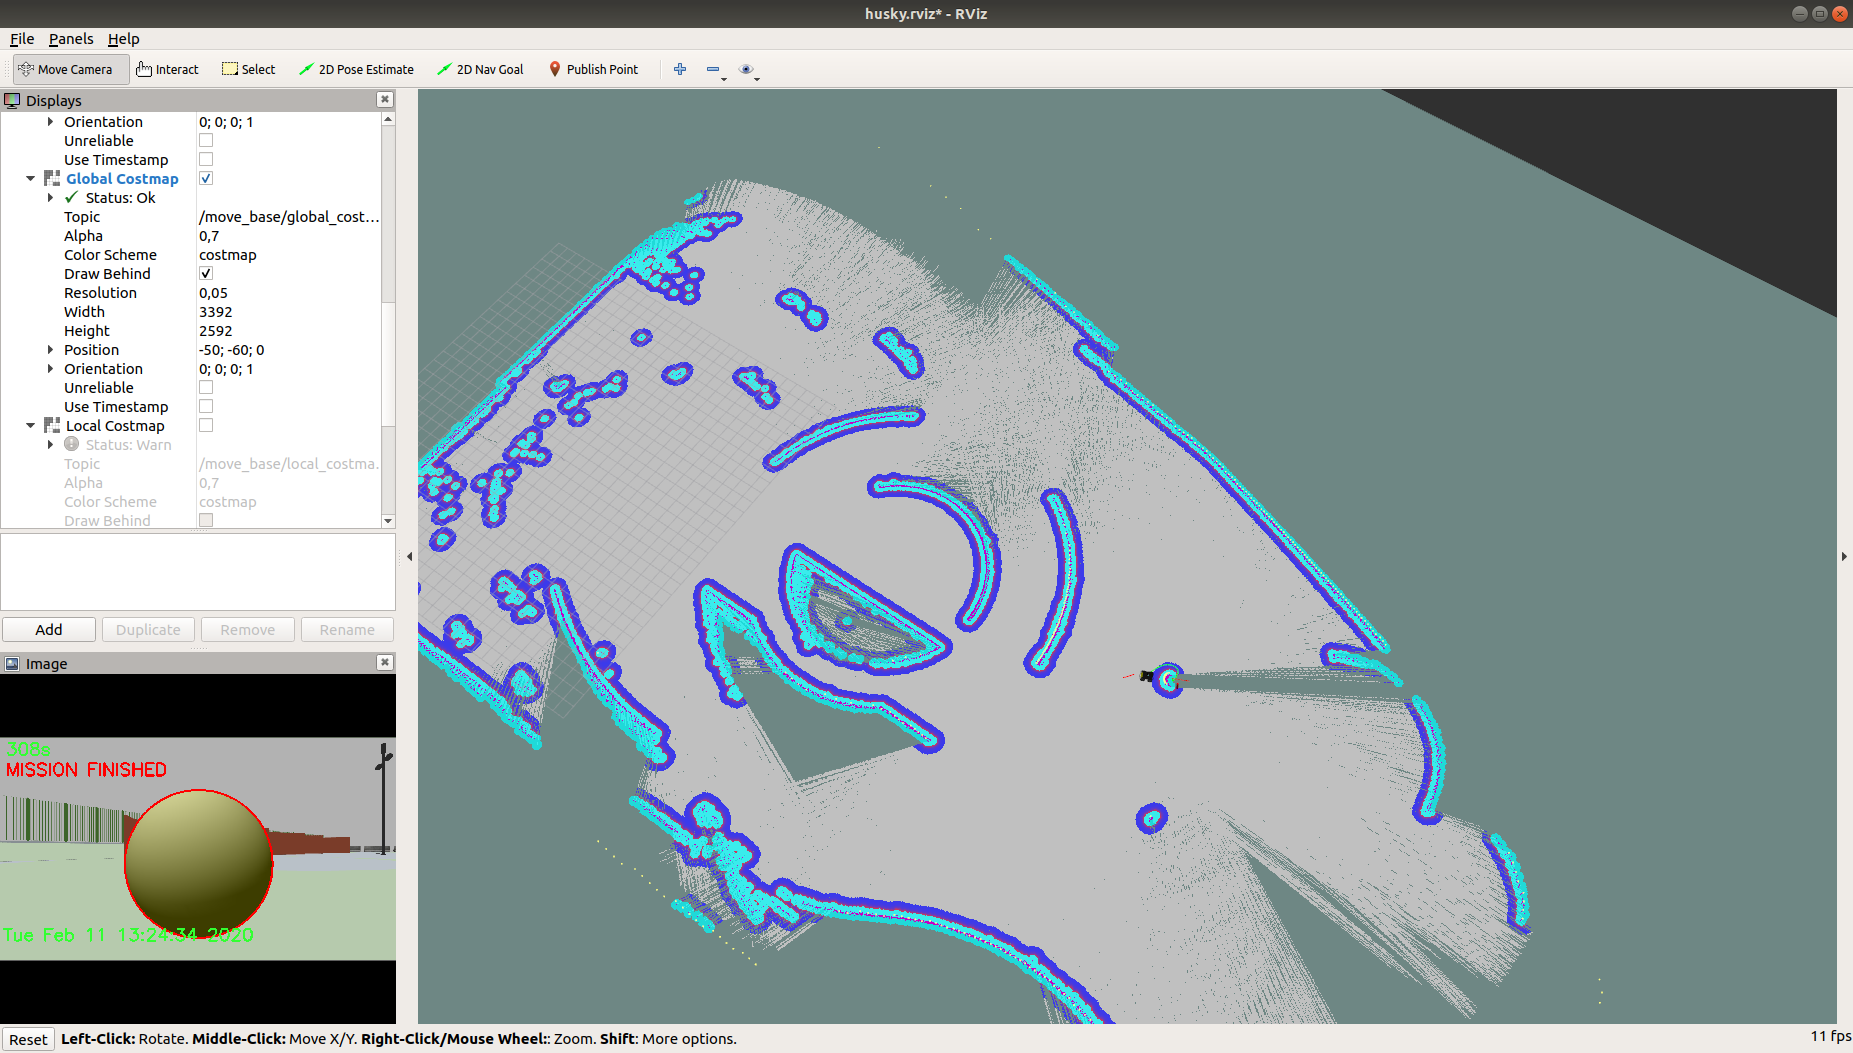 husky.rviz* - RViz
File Panels Help
Move Camera Interact Select 2D Pose Estimate 2D Nav Goal Publish Point
Displays
Orientation 0; 0; 0; 1
Unreliable
Use Timestamp
Global Costmap
Status: Ok
Topic /move_base/global_cost...
Alpha 0,7
Color Scheme costmap
Draw Behind
Resolution 0,05
Width 3392
Height 2592
Position -50; -60; 0
Orientation 0; 0; 0; 1
Unreliable
Use Timestamp
Local Costmap
Status: Warn
Topic /move_base/local_costma.
Alpha 0,7
Color Scheme costmap
Draw Behind
Add Duplicate Remove Rename
Image
308s
MISSION FINISHED
Tue Feb 11 13:24:34 2020
Reset Left-Click: Rotate. Middle-Click: Move X/Y. Right-Click/Mouse Wheel:: Zoom. Shift: More options.
11 fps